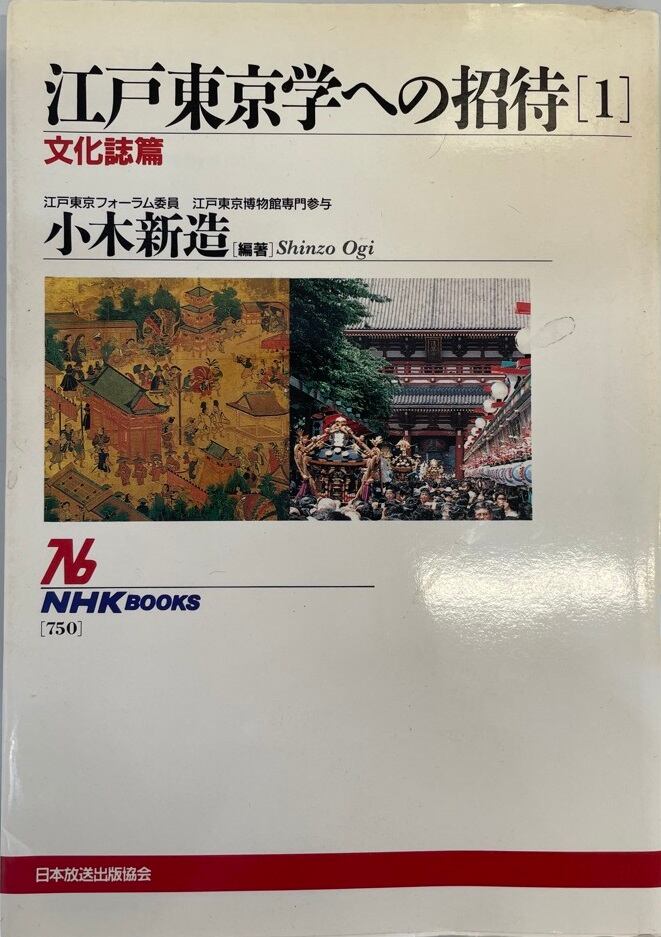 江戸東京学への招待[1]
文化誌篇
江戸東京フォーラム委員　江戸東京博物館専門参与
小木新造[編著]Shinzo Ogi
NHK BOOKS
[750]
日本放送出版協会